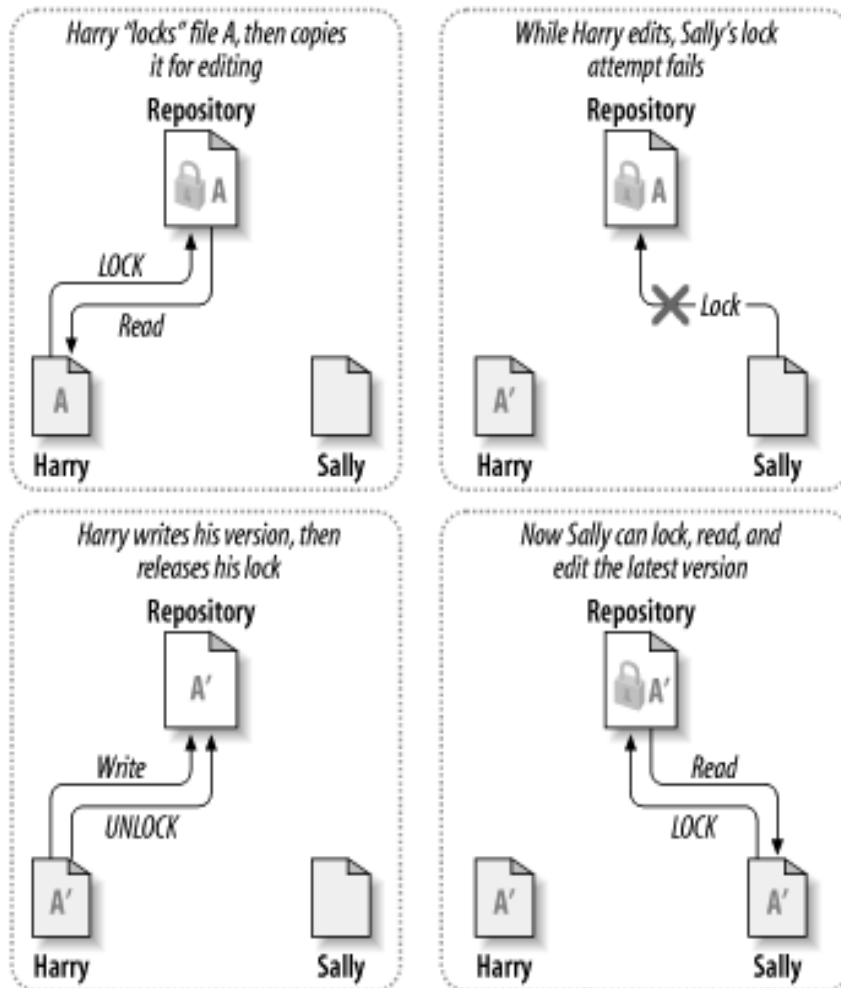 Harry “locks” file A, then copies
it for editing
Repository
A
LOCK
Read
A
Harry
Sally
While Harry edits, Sally’s lock
attempt fails
Repository
A
Lock
A′
Harry
Sally
Harry writes his version, then
releases his lock
Repository
A′
Write
UNLOCK
A′
Harry
Sally
Now Sally can lock, read, and
edit the latest version
Repository
A′
Read
LOCK
A′
A′
Harry
Sally